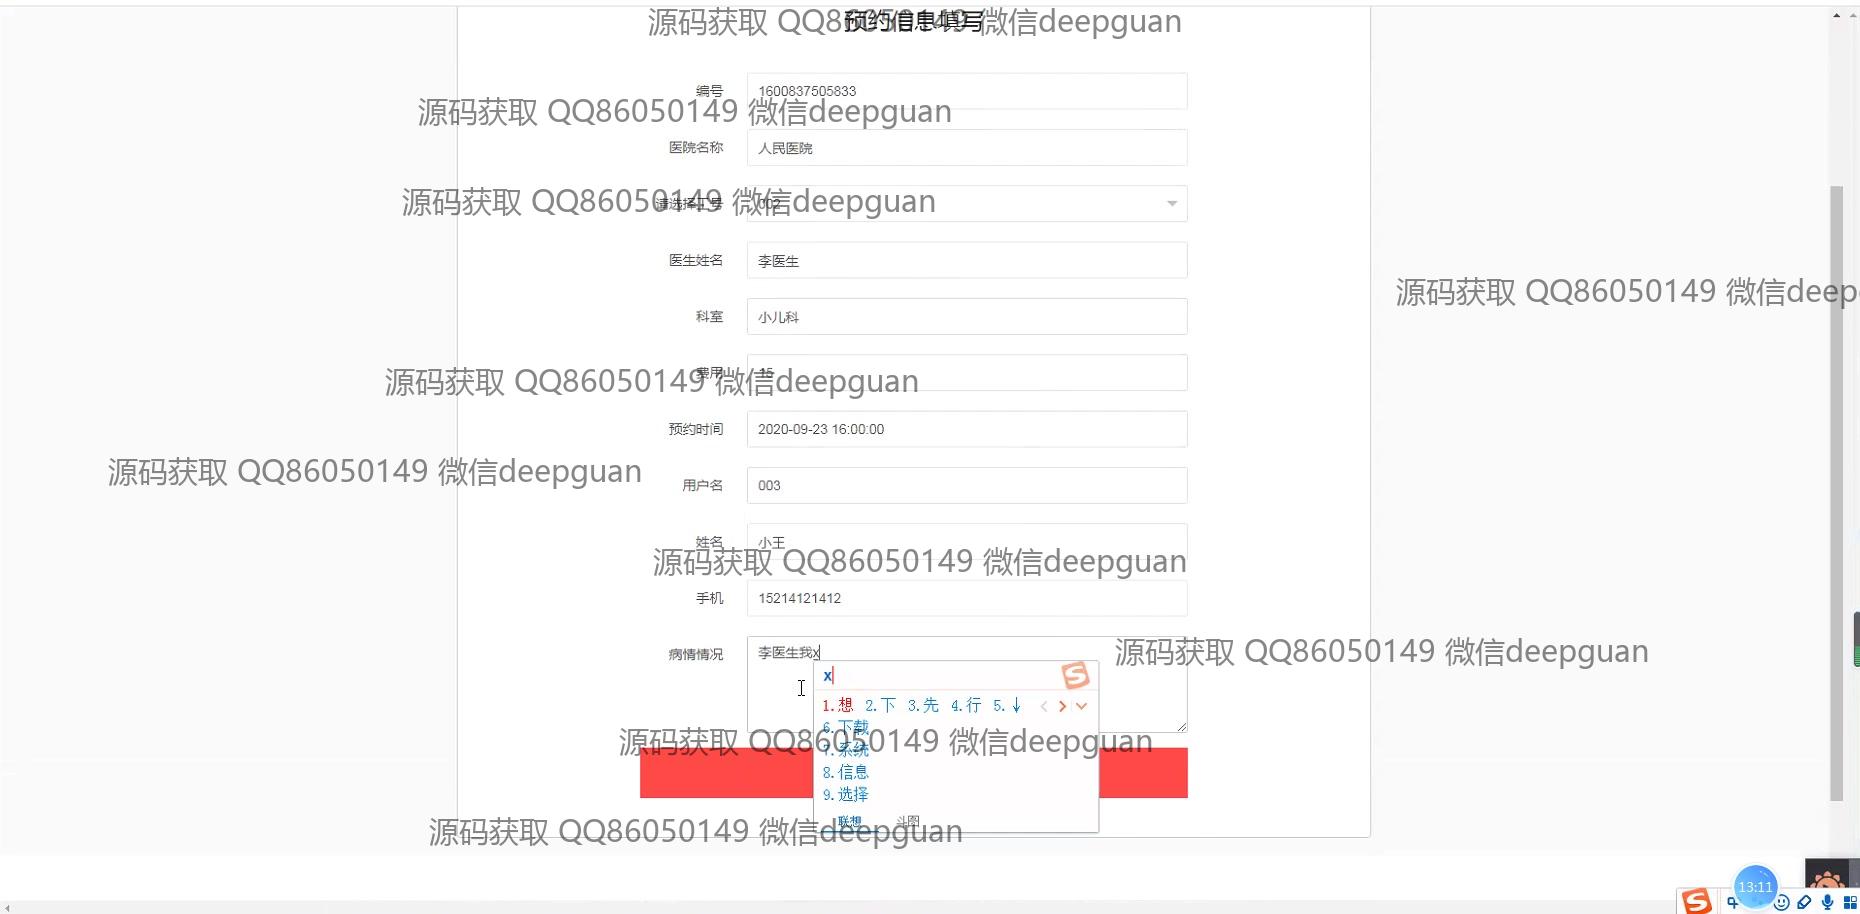 预约信息填写
源码获取 QQ86050149 微信deepguan
编号 1600837505833
源码获取 QQ86050149 微信deepguan
医院名称 人民医院
源码获取 QQ86050149 微信deepguan
请选择工号 002
医生姓名 李医生
源码获取 QQ86050149 微信deep
科室 小儿科
费用 15
源码获取 QQ86050149 微信deepguan
预约时间 2020-09-23 16:00:00
源码获取 QQ86050149 微信deepguan
用户名 003
姓名 小王
源码获取 QQ86050149 微信deepguan
手机 15214121412
病情情况 李医生我x
源码获取 QQ86050149 微信deepguan
x
1.想 2.下 3.先 4.行 5.↓
6.下载
源码获取 QQ86050149 微信deepguan
7.系统
8.信息
9.选择
联想 斗图
源码获取 QQ86050149 微信deepguan
13:11